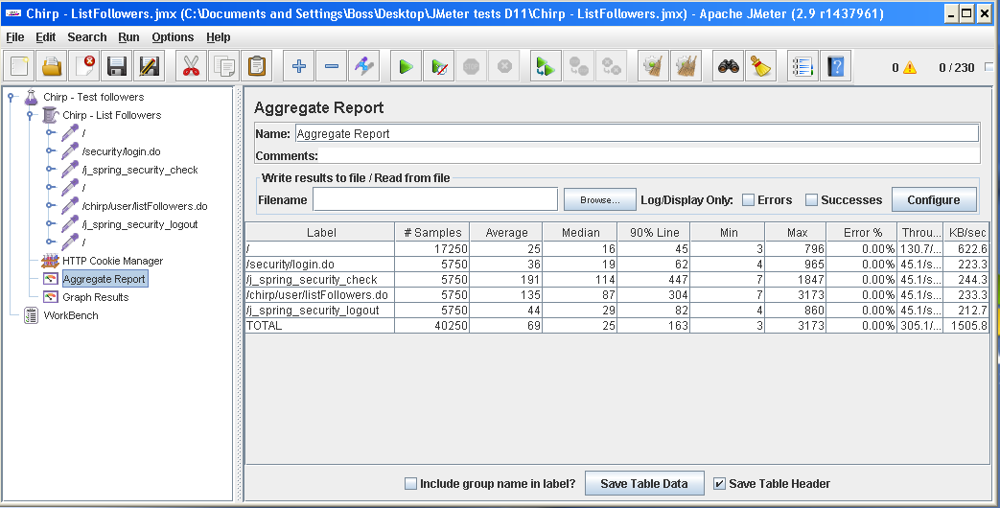 Chirp - ListFollowers.jmx (C:\Documents and Settings\Boss\Desktop\JMeter tests D11\Chirp - ListFollowers.jmx) - Apache JMeter (2.9 r1437961)
File Edit Search Run Options Help
0 0 / 230
Chirp - Test followers
Chirp - List Followers
/
/security/login.do
/j_spring_security_check
/
/chirp/user/listFollowers.do
/j_spring_security_logout
/
HTTP Cookie Manager
Aggregate Report
Graph Results
WorkBench
Aggregate Report
Name: Aggregate Report
Comments:
Write results to file / Read from file
Filename Browse... Log/Display Only: Errors Successes Configure
Label # Samples Average Median 90% Line Min Max Error % Throu... KB/sec
/ 17250 25 16 45 3 796 0.00% 130.7/... 622.6
/security/login.do 5750 36 19 62 4 965 0.00% 45.1/s... 223.3
/j_spring_security_check 5750 191 114 447 7 1847 0.00% 45.1/s... 244.3
/chirp/user/listFollowers.do 5750 135 87 304 7 3173 0.00% 45.1/s... 233.3
/j_spring_security_logout 5750 44 29 82 4 860 0.00% 45.1/s... 212.7
TOTAL 40250 69 25 163 3 3173 0.00% 305.1/... 1505.8
Include group name in label? Save Table Data Save Table Header